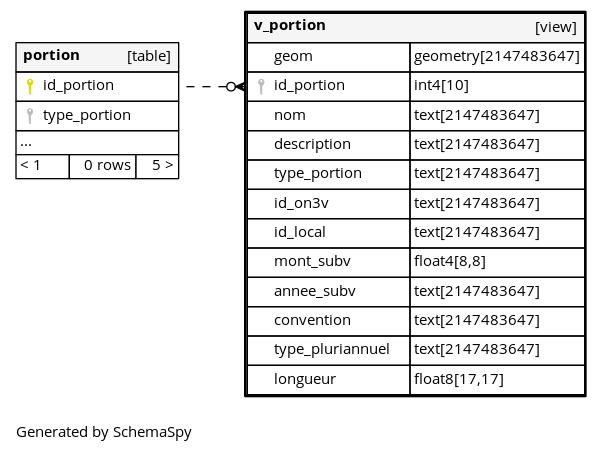 portion [table]
id_portion
type_portion
...
< 1 0 rows 5 >
v_portion [view]
geom geometry[2147483647]
id_portion int4[10]
nom text[2147483647]
description text[2147483647]
type_portion text[2147483647]
id_on3v text[2147483647]
id_local text[2147483647]
mont_subv float4[8,8]
annee_subv text[2147483647]
convention text[2147483647]
type_pluriannuel text[2147483647]
longueur float8[17,17]
Generated by SchemaSpy